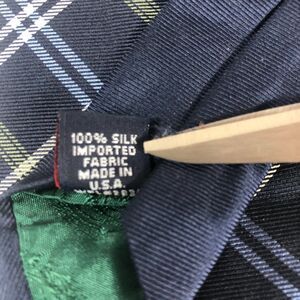 100% SILK
IMPORTED
FABRIC
MADE IN
U.S.A.